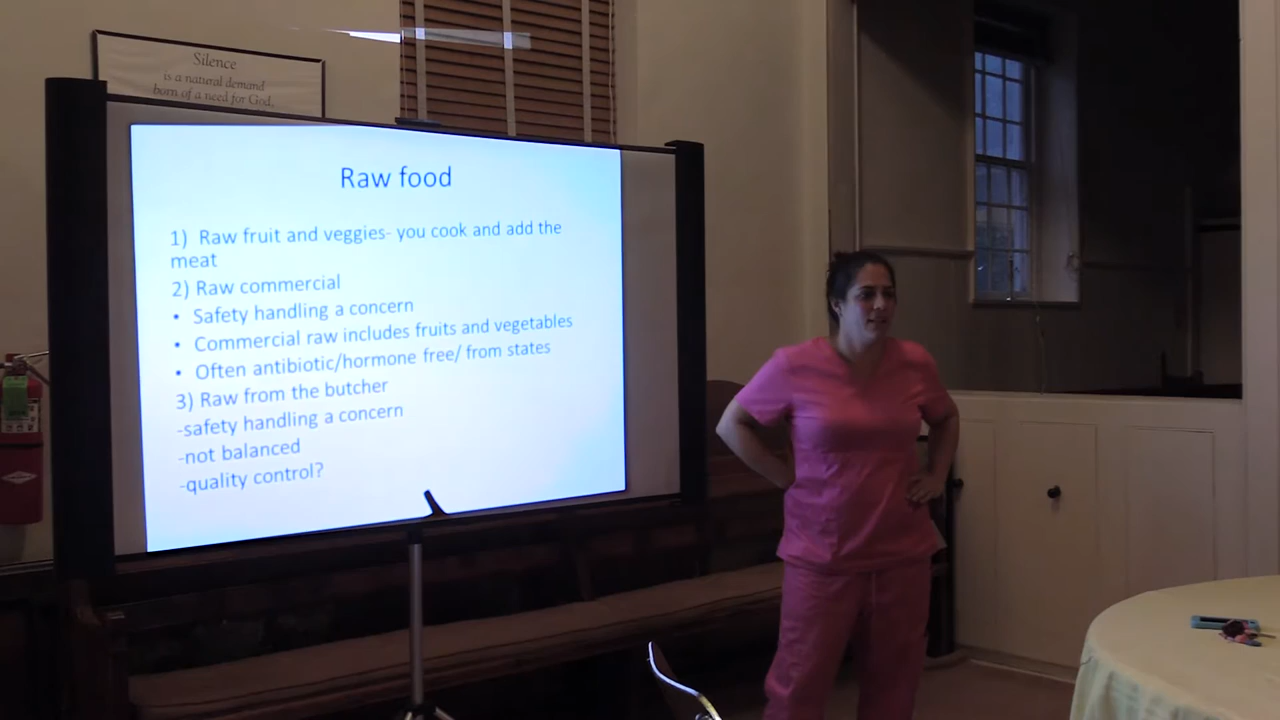 Silence
is a natural demand
born of a need for God,
Raw food
1) Raw fruit and veggies- you cook and add the
meat
2) Raw commercial
• Safety handling a concern
• Commercial raw includes fruits and vegetables
• Often antibiotic/hormone free/ from states
3) Raw from the butcher
-safety handling a concern
-not balanced
-quality control?